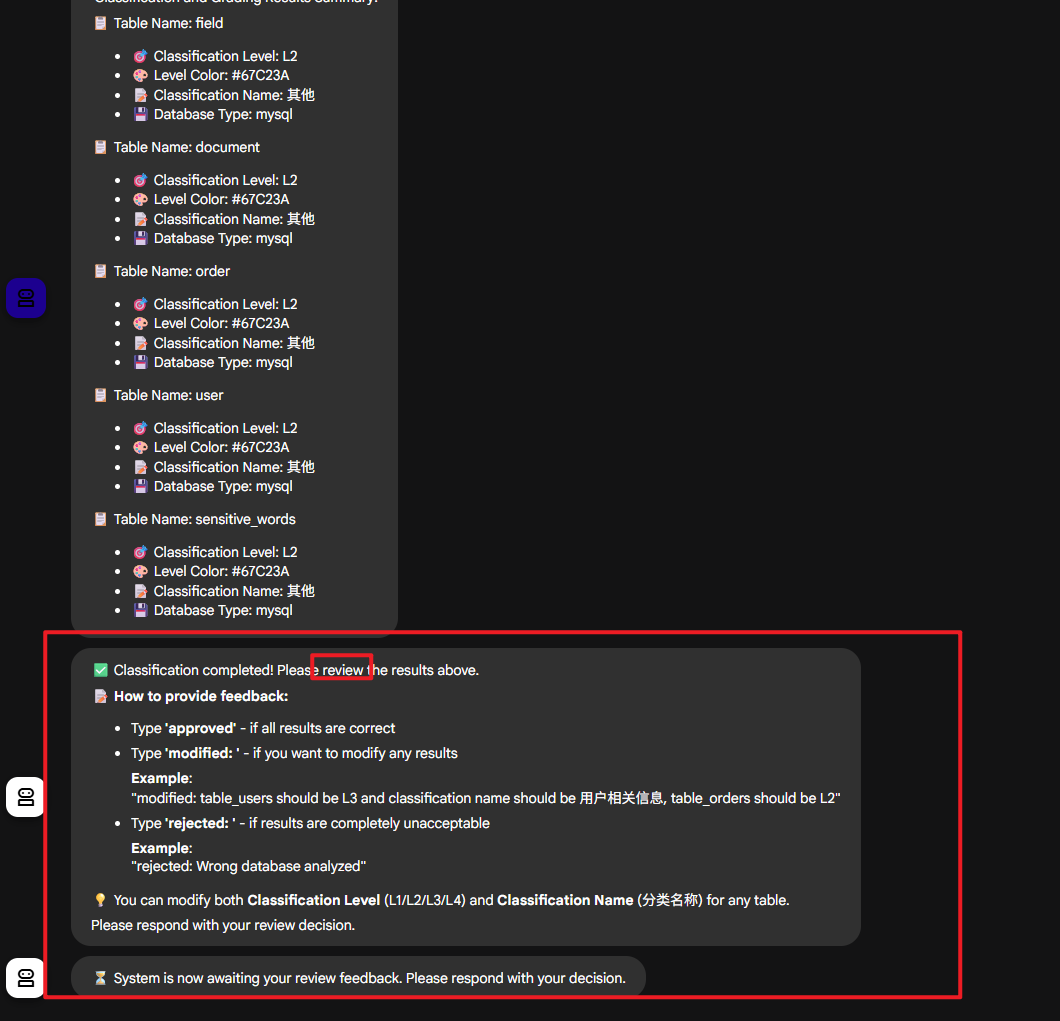 Classification and Grading Results Summary:
📋 Table Name: field
• 🎯 Classification Level: L2
• 🎨 Level Color: #67C23A
• 📝 Classification Name: 其他
• 💾 Database Type: mysql
📋 Table Name: document
• 🎯 Classification Level: L2
• 🎨 Level Color: #67C23A
• 📝 Classification Name: 其他
• 💾 Database Type: mysql
📋 Table Name: order
• 🎯 Classification Level: L2
• 🎨 Level Color: #67C23A
• 📝 Classification Name: 其他
• 💾 Database Type: mysql
📋 Table Name: user
• 🎯 Classification Level: L2
• 🎨 Level Color: #67C23A
• 📝 Classification Name: 其他
• 💾 Database Type: mysql
📋 Table Name: sensitive_words
• 🎯 Classification Level: L2
• 🎨 Level Color: #67C23A
• 📝 Classification Name: 其他
• 💾 Database Type: mysql
✅ Classification completed! Please review the results above.
📝 How to provide feedback:
• Type 'approved' - if all results are correct
• Type 'modified: ' - if you want to modify any results
Example:
"modified: table_users should be L3 and classification name should be 用户相关信息, table_orders should be L2"
• Type 'rejected: ' - if results are completely unacceptable
Example:
"rejected: Wrong database analyzed"
💡 You can modify both Classification Level (L1/L2/L3/L4) and Classification Name (分类名称) for any table.
Please respond with your review decision.
⏳ System is now awaiting your review feedback. Please respond with your decision.